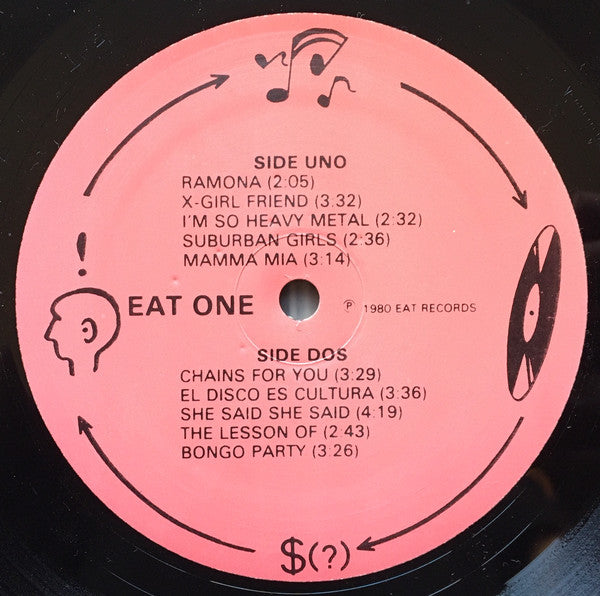 SIDE UNO
RAMONA (2:05)
X-GIRL FRIEND (3:32)
I'M SO HEAVY METAL (2:32)
SUBURBAN GIRLS (2:36)
MAMMA MIA (3:14)
!
EAT ONE
℗ 1980 EAT RECORDS
SIDE DOS
CHAINS FOR YOU (3:29)
EL DISCO ES CULTURA (3:36)
SHE SAID SHE SAID (4:19)
THE LESSON OF (2:43)
BONGO PARTY (3:26)
$(?)